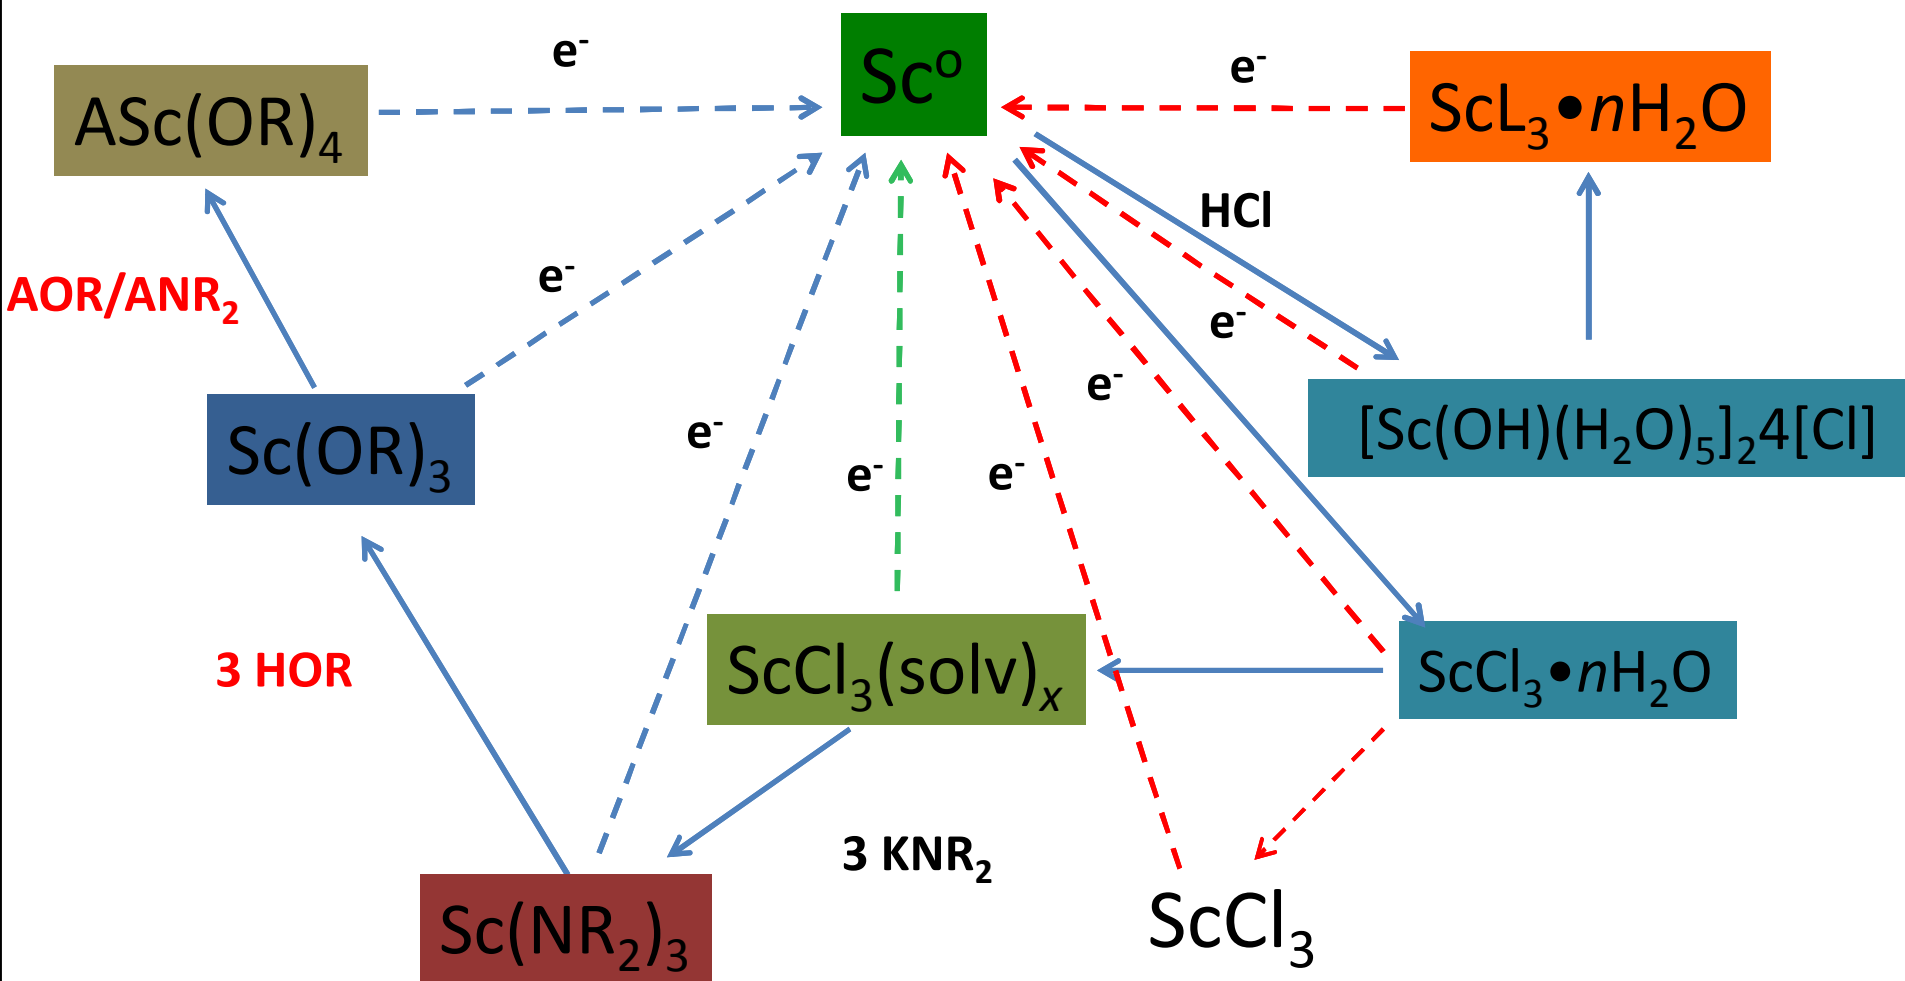 e⁻
Scᴼ
e⁻
ScL₃•nH₂O
ASc(OR)₄
HCl
AOR/ANR₂
e⁻
e⁻
e⁻
Sc(OR)₃
e⁻
e⁻
e⁻
[Sc(OH)(H₂O)₅]₂4[Cl]
3 HOR
ScCl₃(solv)ₓ
ScCl₃•nH₂O
3 KNR₂
Sc(NR₂)₃
ScCl₃